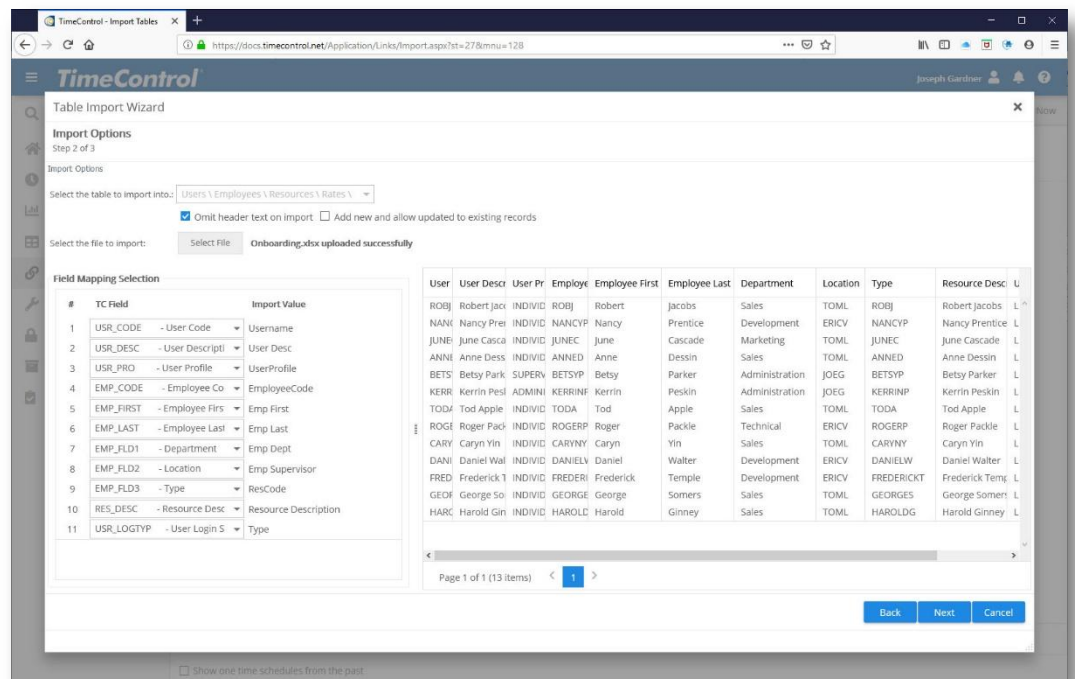 TimeControl - Import Tables
https://docs.timecontrol.net/Application/Links/Import.aspx?st=27&mnu=128
TimeControl
Joseph Gardner
Now
Table Import Wizard
Import Options
Step 2 of 3
Import Options
Select the table to import into.: Users \ Employees \ Resources \ Rates \
Omit header text on import Add new and allow updated to existing records
Select the file to import: Select File Onboarding.xlsx uploaded successfully
Field Mapping Selection
# TC Field Import Value
1 USR_CODE - User Code Username
2 USR_DESC - User Descripti User Desc
3 USR_PRO - User Profile UserProfile
4 EMP_CODE - Employee Co EmployeeCode
5 EMP_FIRST - Employee Firs Emp First
6 EMP_LAST - Employee Last Emp Last
7 EMP_FLD1 - Department Emp Dept
8 EMP_FLD2 - Location Emp Supervisor
9 EMP_FLD3 - Type ResCode
10 RES_DESC - Resource Desc Resource Description
11 USR_LOGTYP - User Login S Type
User User Descr User Pr Employe Employee First Employee Last Department Location Type Resource Desc U
ROBJ Robert Jac INDIVID ROBJ Robert Jacobs Sales TOML ROBJ Robert Jacobs L
NANC Nancy Pre INDIVID NANCYP Nancy Prentice Development ERICV NANCYP Nancy Prentice L
JUNE June Casca INDIVID JUNEC June Cascade Marketing TOML JUNEC June Cascade L
ANNE Anne Dess INDIVID ANNED Anne Dessin Sales TOML ANNED Anne Dessin L
BETS Betsy Park SUPERV BETSYP Betsy Parker Administration JOEG BETSYP Betsy Parker L
KERR Kerrin Pesl ADMINI KERRINP Kerrin Peskin Administration JOEG KERRINP Kerrin Peskin L
TODA Tod Apple INDIVID TODA Tod Apple Sales TOML TODA Tod Apple L
ROGE Roger Pack INDIVID ROGERP Roger Packle Technical ERICV ROGERP Roger Packle L
CARY Caryn Yin INDIVID CARYNY Caryn Yin Sales TOML CARYNY Caryn Yin L
DANI Daniel Wal INDIVID DANIELW Daniel Walter Development ERICV DANIELW Daniel Walter L
FRED Frederick T INDIVID FREDERI Frederick Temple Development ERICV FREDERICKT Frederick Temp L
GEOR George So INDIVID GEORGE George Somers Sales TOML GEORGES George Somers L
HARO Harold Gin INDIVID HAROLD Harold Ginney Sales TOML HAROLDG Harold Ginney L
Page 1 of 1 (13 items) 1
Back Next Cancel
Show one time schedules from the past